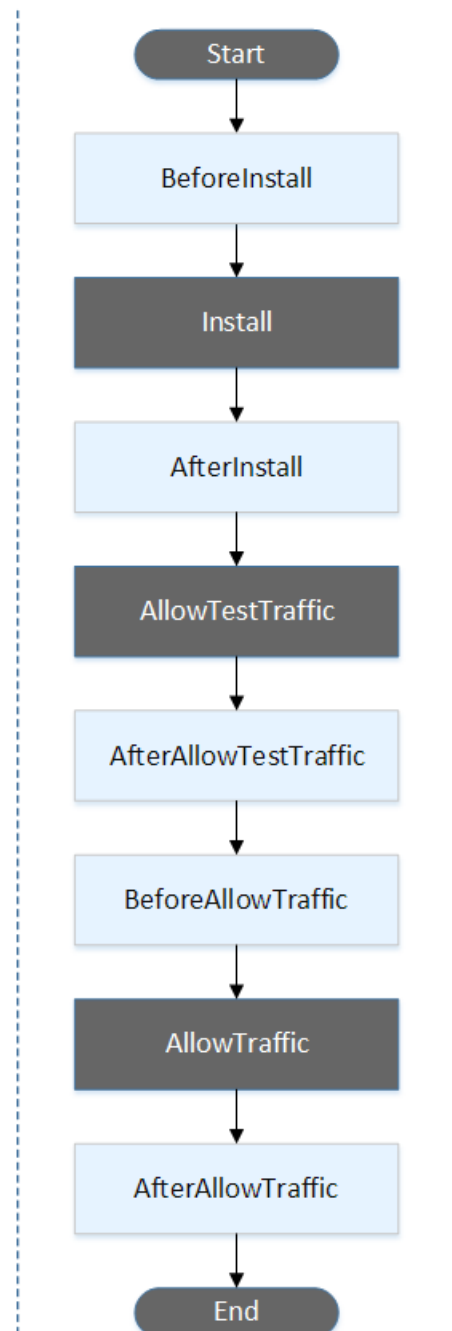 Start
BeforeInstall
Install
AfterInstall
AllowTestTraffic
AfterAllowTestTraffic
BeforeAllowTraffic
AllowTraffic
AfterAllowTraffic
End